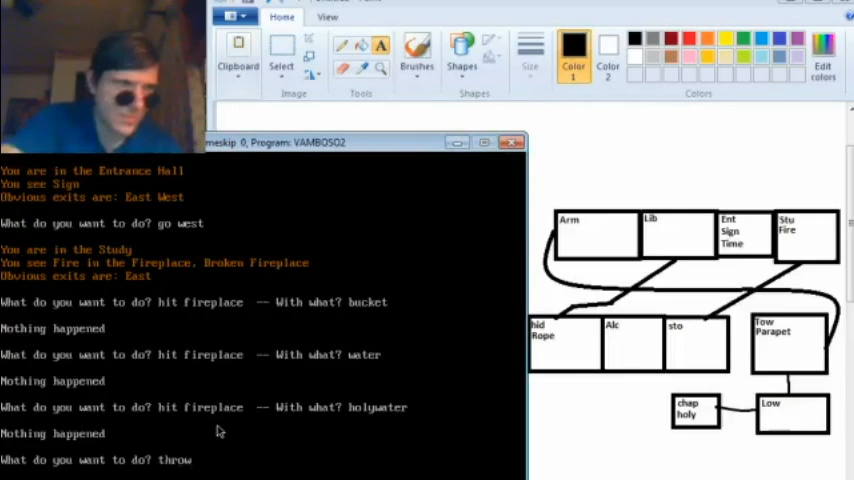 Home
View
Clipboard
Select
Brushes
Shapes
Size
Color
1
Color
2
Edit
colors
Image
Tools
Shapes
Colors
meskip 0, Program: VAMBOSO2
You are in the Entrance Hall
You see Sign
Obvious exits are: East West
What do you want to do? go west
You are in the Study
You see Fire in the Fireplace, Broken Fireplace
Obvious exits are: East
What do you want to do? hit fireplace -- With what? bucket
Nothing happened
What do you want to do? hit fireplace -- With what? water
Nothing happened
What do you want to do? hit fireplace -- With what? holywater
Nothing happened
What do you want to do? throw
Arm
Lib
Ent
Sign
Time
Stu
Fire
hid
Rope
Alc
sto
Tow
Parapet
chap
holy
Low